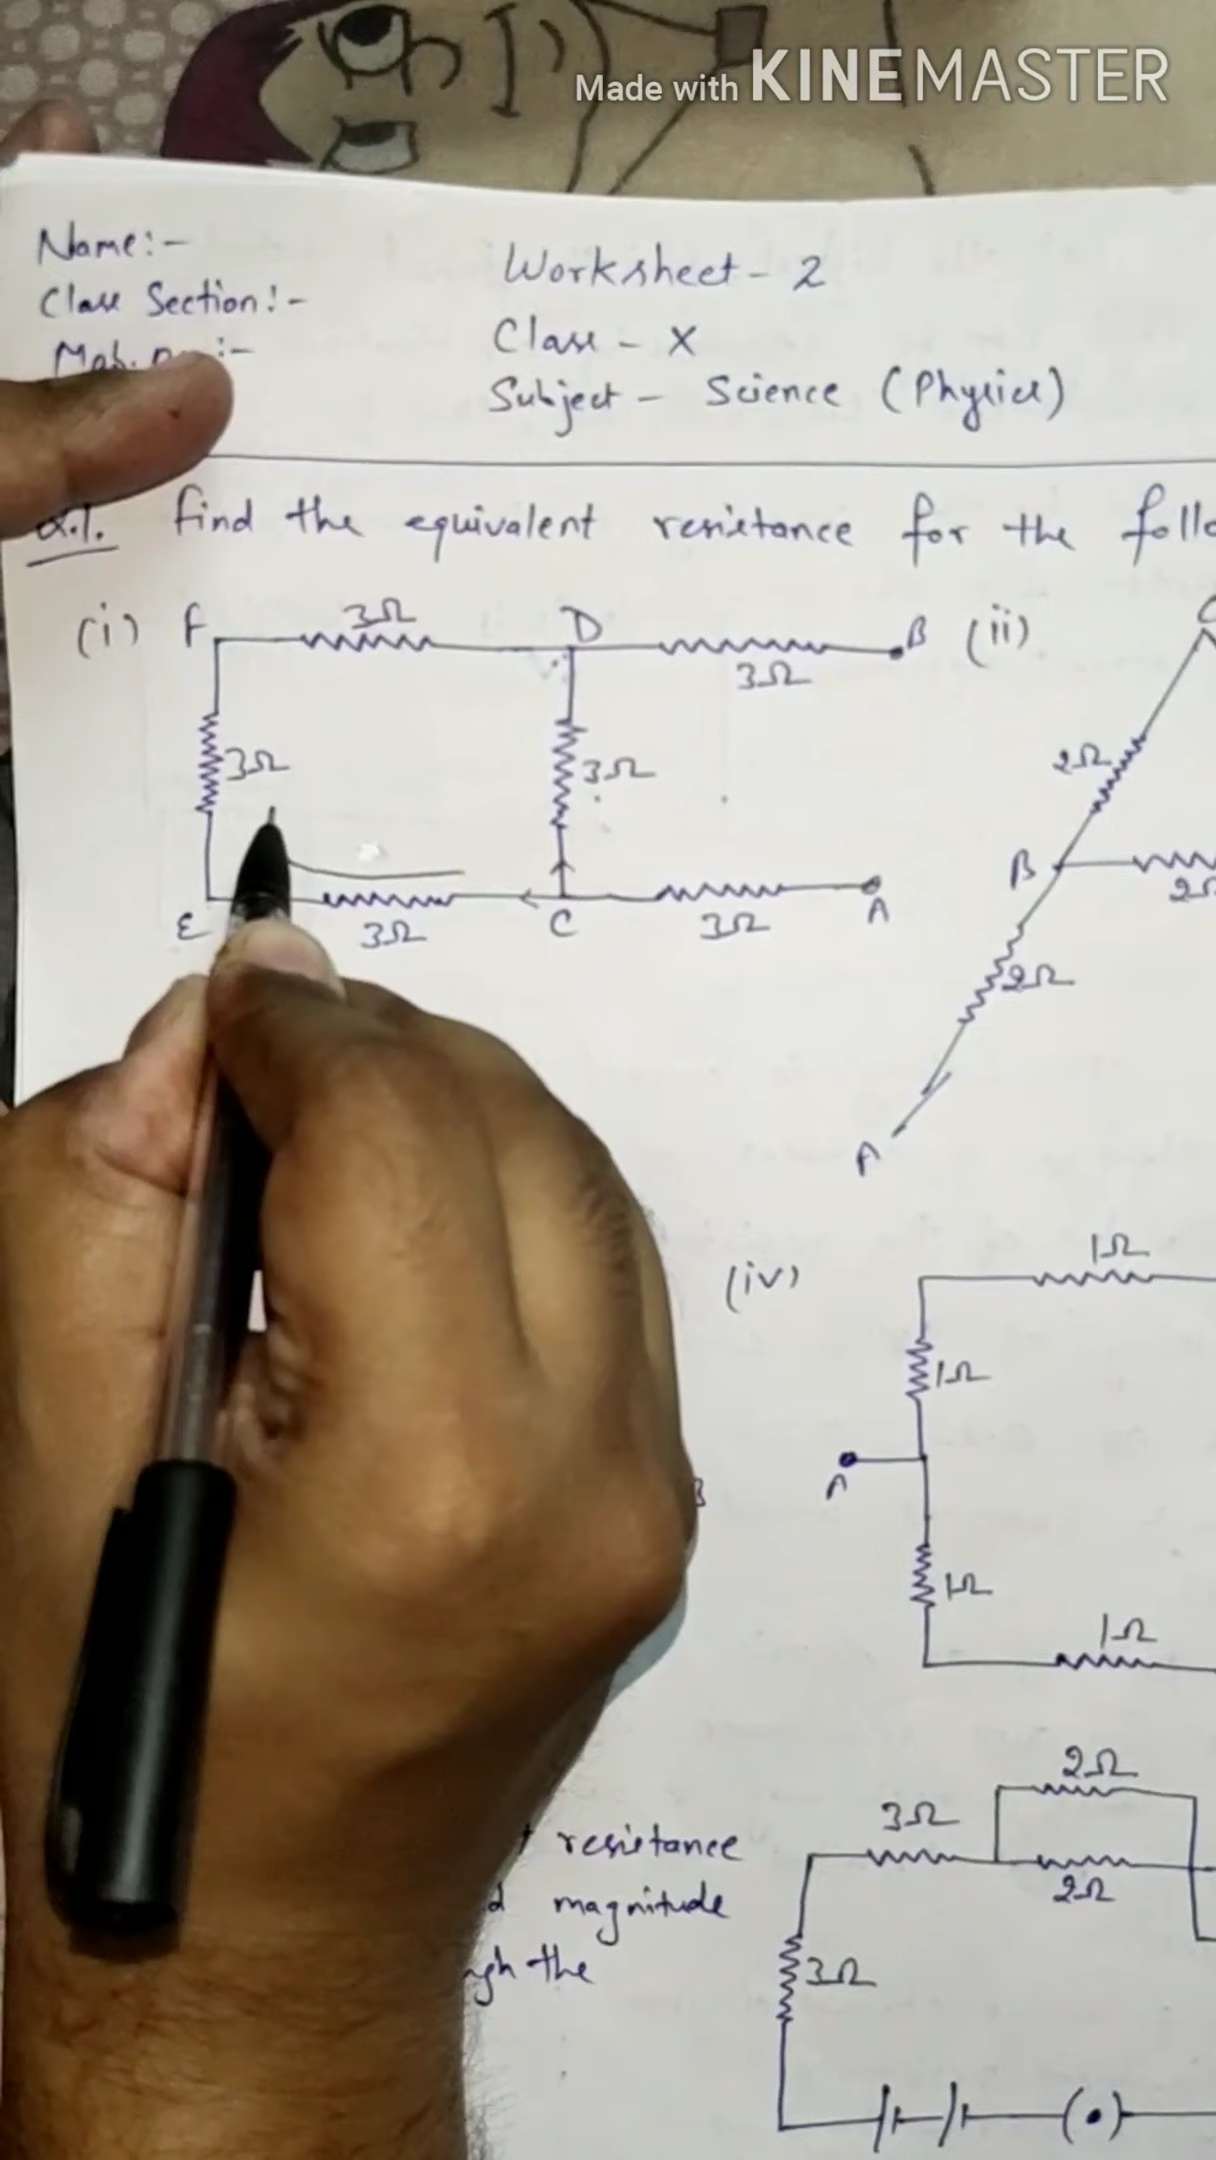 Made with KINEMASTER
Name:-
Class Section:-
Worksheet - 2
Class - X
Subject - Science (Physics)
Q.1. Find the equivalent resistance for the
(i) F 3Ω D B
3Ω
3Ω 3Ω
E 3Ω C 3Ω A
(ii)
2Ω
B
2Ω
A
(iv)
1Ω
1Ω
A
1Ω
1Ω
resistance
magnitude
the
2Ω
3Ω
2Ω
3Ω